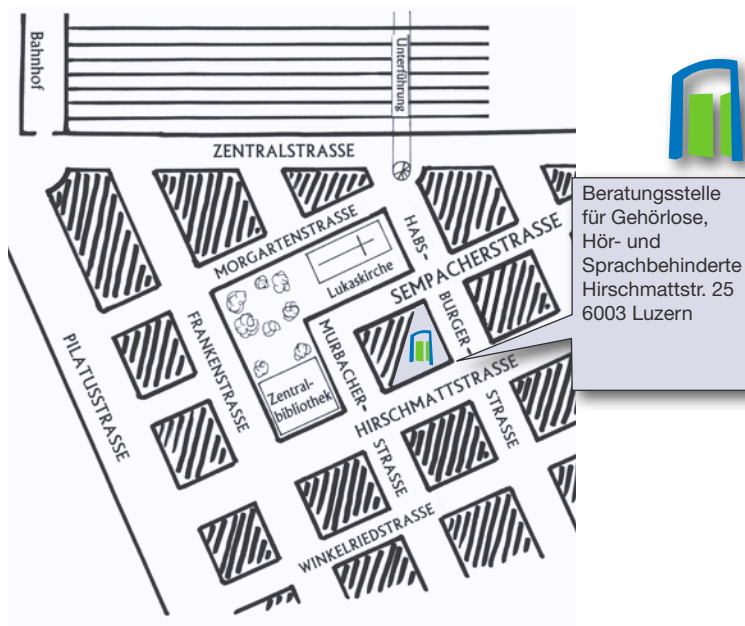 Bahnhof
Unterführung
ZENTRALSTRASSE
MORGARTENSTRASSE
HABS-
BURGER-
STRASSE
SEMPACHERSTRASSE
Lukaskirche
PILATUSSTRASSE
FRANKENSTRASSE
MURBACHER-
STRASSE
Zentral-
bibliothek
HIRSCHMATTSTRASSE
WINKELRIEDSTRASSE
Beratungsstelle
für Gehörlose,
Hör- und
Sprachbehinderte
Hirschmattstr. 25
6003 Luzern